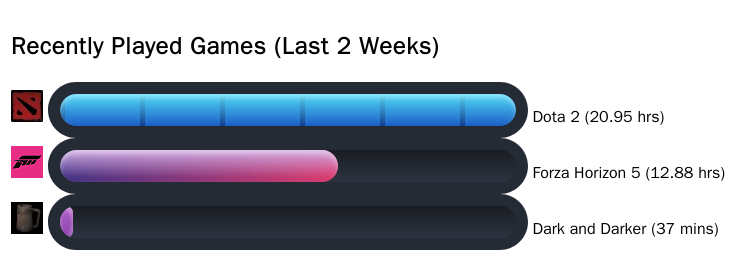 Recently Played Games (Last 2 Weeks)
Dota 2 (20.95 hrs)
Forza Horizon 5 (12.88 hrs)
Dark and Darker (37 mins)